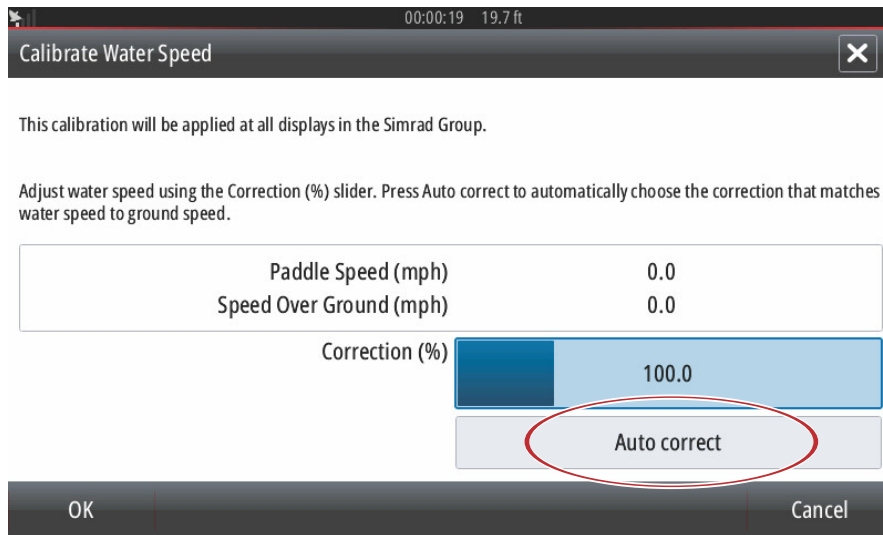 00:00:19 19.7 ft
Calibrate Water Speed
This calibration will be applied at all displays in the Simrad Group.
Adjust water speed using the Correction (%) slider. Press Auto correct to automatically choose the correction that matches
water speed to ground speed.
Paddle Speed (mph) 0.0
Speed Over Ground (mph) 0.0
Correction (%) 100.0
Auto correct
OK Cancel